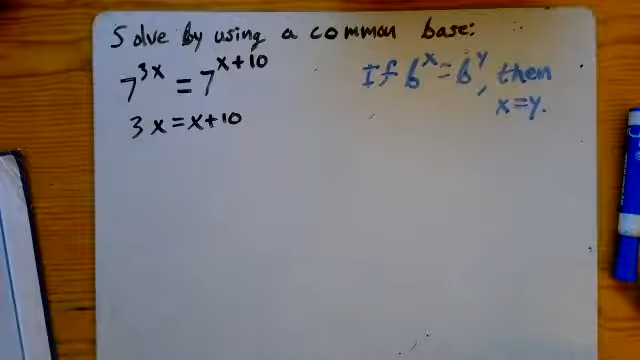 Solve by using a common base:
7^3x = 7^x+10
3x = x+10
If b^x = b^y, then
x = y.